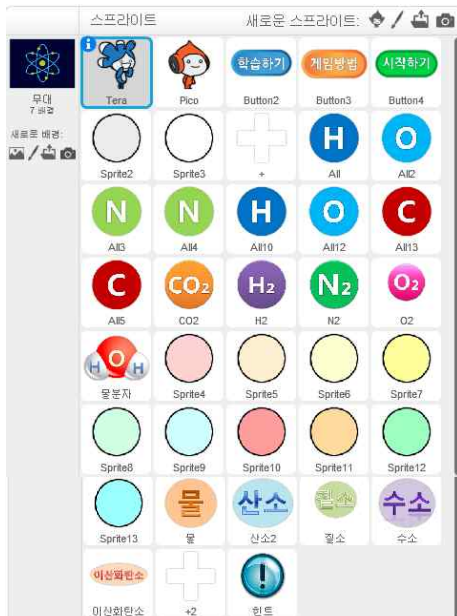 스프라이트 새로운 스프라이트:
무대
7 배경
새로운 배경:
i
Tera
Pico
학습하기
Button2
게임방법
Button3
시작하기
Button4
Sprite2
Sprite3
+
H
All
O
All2
N
All3
N
All4
H
All10
O
All12
C
All13
C
All5
CO2
CO2
H2
H2
N2
N2
O2
O2
H O H
물분자
Sprite4
Sprite5
Sprite6
Sprite7
Sprite8
Sprite9
Sprite10
Sprite11
Sprite12
Sprite13
물
물
산소
산소2
질소
질소
수소
수소
이산화탄소
이산화탄소
+2
!
힌트